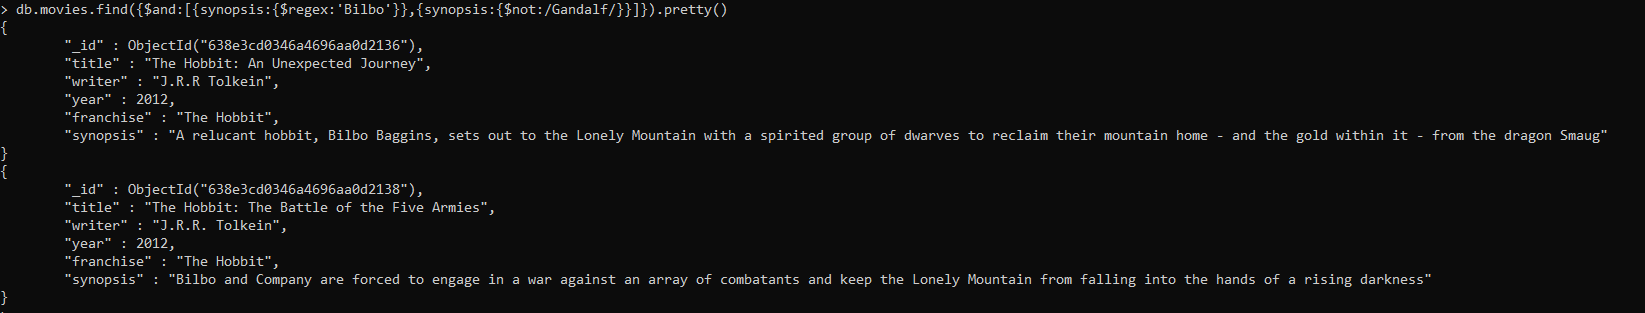 > db.movies.find({$and:[{synopsis:{$regex:'Bilbo'}},{synopsis:{$not:/Gandalf/}}]}).pretty()
{
        "_id" : ObjectId("638e3cd0346a4696aa0d2136"),
        "title" : "The Hobbit: An Unexpected Journey",
        "writer" : "J.R.R Tolkein",
        "year" : 2012,
        "franchise" : "The Hobbit",
        "synopsis" : "A relucant hobbit, Bilbo Baggins, sets out to the Lonely Mountain with a spirited group of dwarves to reclaim their mountain home - and the gold within it - from the dragon Smaug"
}
{
        "_id" : ObjectId("638e3cd0346a4696aa0d2138"),
        "title" : "The Hobbit: The Battle of the Five Armies",
        "writer" : "J.R.R. Tolkein",
        "year" : 2012,
        "franchise" : "The Hobbit",
        "synopsis" : "Bilbo and Company are forced to engage in a war against an array of combatants and keep the Lonely Mountain from falling into the hands of a rising darkness"
}